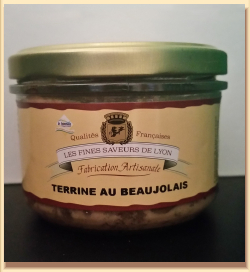 Qualités Françaises
LES FINES SAVEURS DE LYON
Fabrication Artisanale
TERRINE AU BEAUJOLAIS